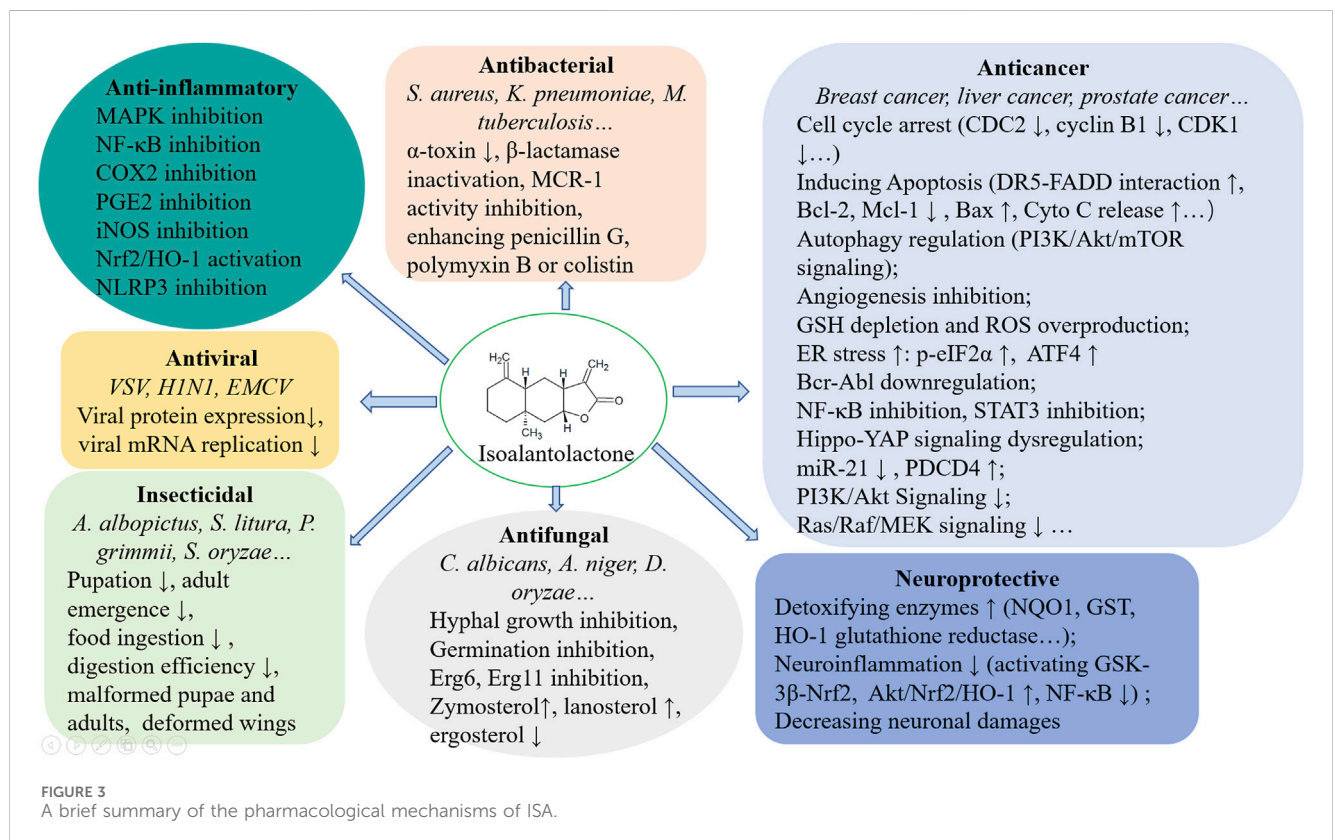 Anti-inflammatory
MAPK inhibition
NF-κB inhibition
COX2 inhibition
PGE2 inhibition
iNOS inhibition
Nrf2/HO-1 activation
NLRP3 inhibition
Antibacterial
S. aureus, K. pneumoniae, M.
tuberculosis…
α-toxin ↓, β-lactamase
inactivation, MCR-1
activity inhibition,
enhancing penicillin G,
polymyxin B or colistin
Anticancer
Breast cancer, liver cancer, prostate cancer…
Cell cycle arrest (CDC2 ↓, cyclin B1 ↓, CDK1
↓…)
Inducing Apoptosis (DR5-FADD interaction ↑,
Bcl-2, Mcl-1 ↓ , Bax ↑, Cyto C release ↑…)
Autophagy regulation (PI3K/Akt/mTOR
signaling);
Angiogenesis inhibition;
GSH depletion and ROS overproduction;
ER stress ↑: p-eIF2α ↑, ATF4 ↑
Bcr-Abl downregulation;
NF-κB inhibition, STAT3 inhibition;
Hippo-YAP signaling dysregulation;
miR-21 ↓ , PDCD4 ↑;
PI3K/Akt Signaling ↓;
Ras/Raf/MEK signaling ↓ …
Antiviral
VSV, H1N1, EMCV
Viral protein expression↓,
viral mRNA replication ↓
H2C
H
H
CH2
O
O
CH3
H
Isoalantolactone
Insecticidal
A. albopictus, S. litura, P.
grimmii, S. oryzae…
Pupation ↓, adult
emergence ↓,
food ingestion ↓ ,
digestion efficiency ↓,
malformed pupae and
adults, deformed wings
Antifungal
C. albicans, A. niger, D.
oryzae…
Hyphal growth inhibition,
Germination inhibition,
Erg6, Erg11 inhibition,
Zymosterol↑, lanosterol ↑,
ergosterol ↓
Neuroprotective
Detoxifying enzymes ↑ (NQO1, GST,
HO-1 glutathione reductase…);
Neuroinflammation ↓ (activating GSK-
3β-Nrf2, Akt/Nrf2/HO-1 ↑, NF-κB ↓) ;
Decreasing neuronal damages
FIGURE 3
A brief summary of the pharmacological mechanisms of ISA.